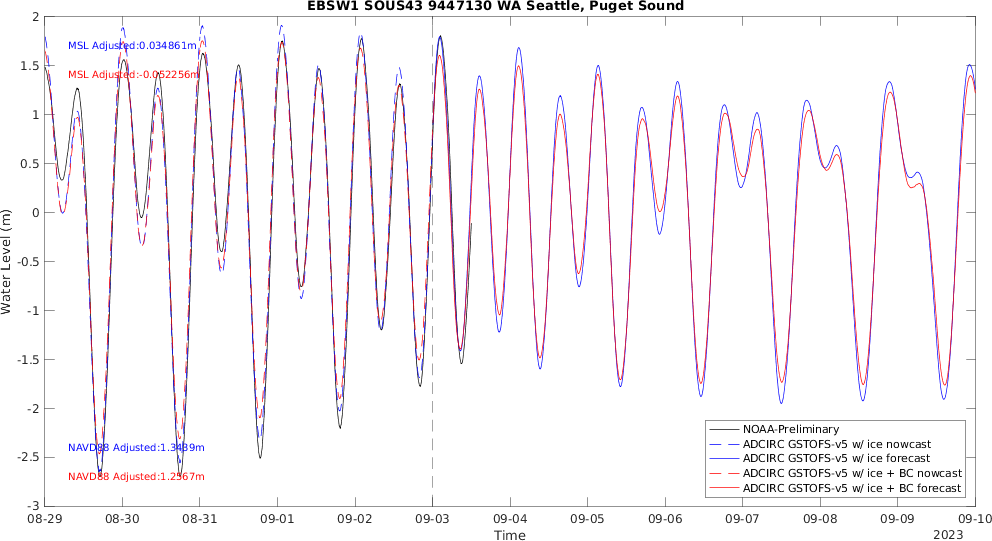 EBSW1 SOUS43 9447130 WA Seattle, Puget Sound
2
1.5
1
0.5
0
-0.5
-1
-1.5
-2
-2.5
-3
Water Level (m)
MSL Adjusted:0.034861m
MSL Adjusted:-0.052256m
NAVD88 Adjusted:1.3489m
NAVD88 Adjusted:1.2567m
NOAA-Preliminary
ADCIRC GSTOFS-v5 w/ ice nowcast
ADCIRC GSTOFS-v5 w/ ice forecast
ADCIRC GSTOFS-v5 w/ ice + BC nowcast
ADCIRC GSTOFS-v5 w/ ice + BC forecast
08-29 08-30 08-31 09-01 09-02 09-03 09-04 09-05 09-06 09-07 09-08 09-09 09-10
Time
2023